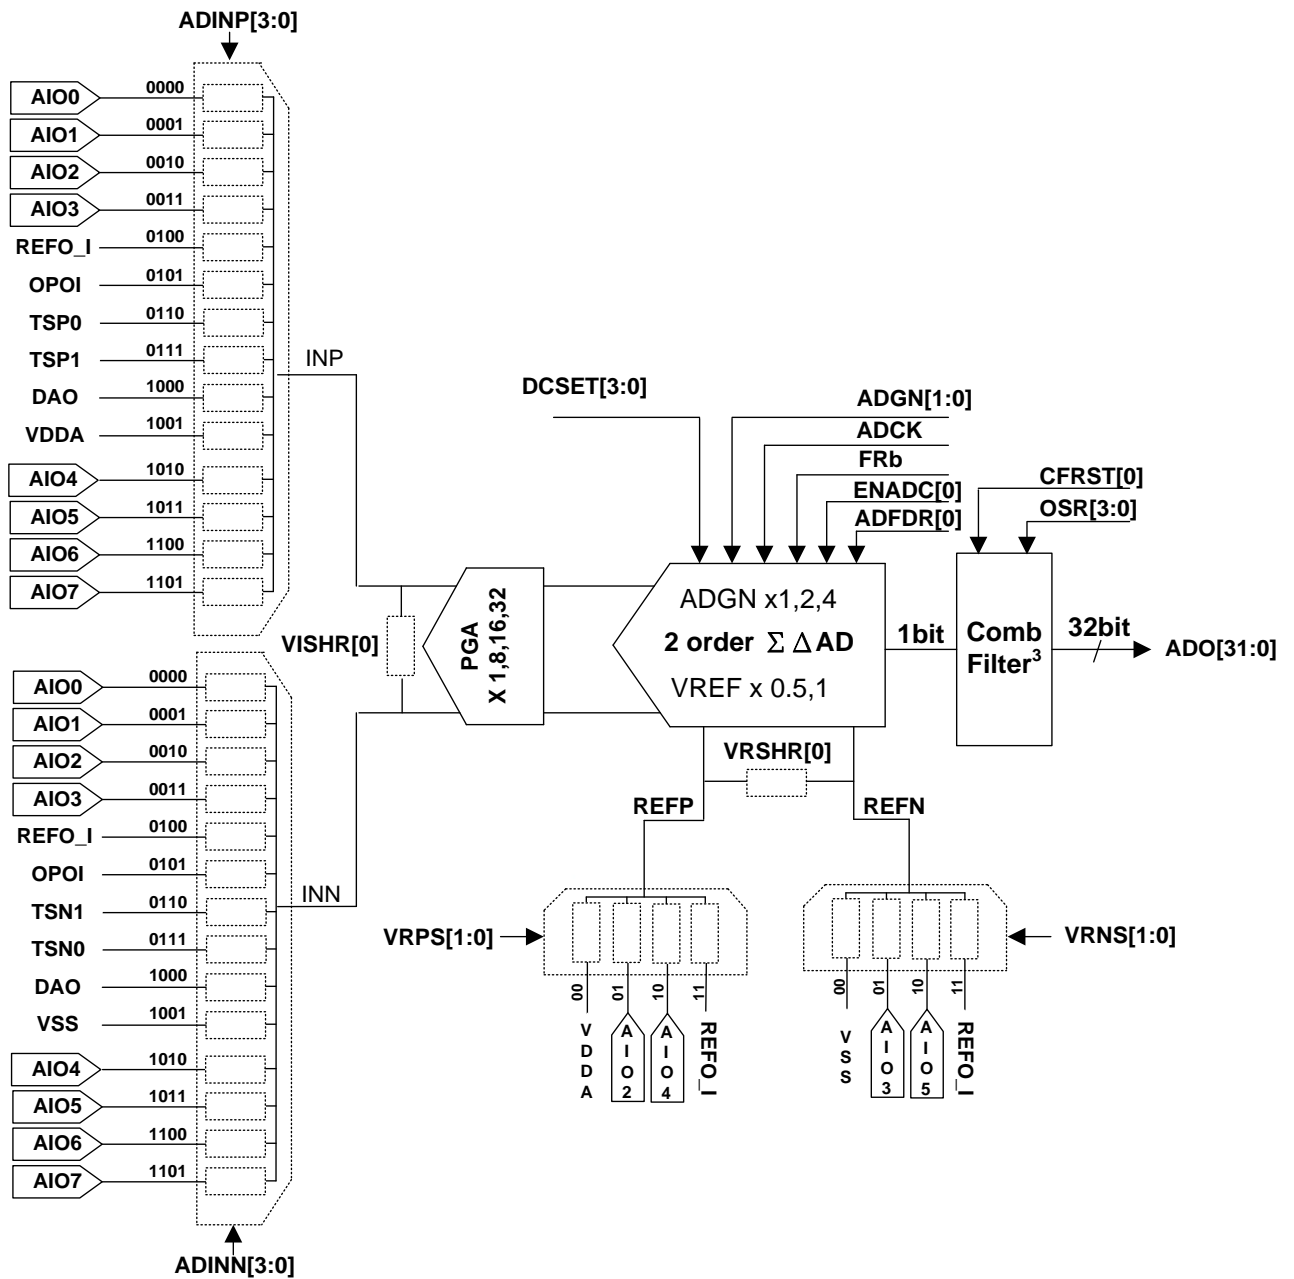 ADINP[3:0]
AIO0 0000
AIO1 0001
AIO2 0010
AIO3 0011
REFO_I 0100
OPOI 0101
TSP0 0110
TSP1 0111
DAO 1000
VDDA 1001
AIO4 1010
AIO5 1011
AIO6 1100
AIO7 1101
INP
VISHR[0]
PGA
X 1,8,16,32
DCSET[3:0]
ADGN[1:0]
ADCK
FRb
ENADC[0]
ADFDR[0]
CFRST[0]
OSR[3:0]
ADGN x1,2,4
2 order Σ Δ AD
VREF x 0.5,1
1bit
Comb
Filter³
32bit
ADO[31:0]
VRSHR[0]
REFP
REFN
AIO0 0000
AIO1 0001
AIO2 0010
AIO3 0011
REFO_I 0100
OPOI 0101
TSN1 0110
TSN0 0111
DAO 1000
VSS 1001
AIO4 1010
AIO5 1011
AIO6 1100
AIO7 1101
INN
ADINN[3:0]
VRPS[1:0]
00 01 10 11
VDDA AIO2 AIO4 REFO_I
VRNS[1:0]
00 01 10 11
VSS AIO3 AIO5 REFO_I